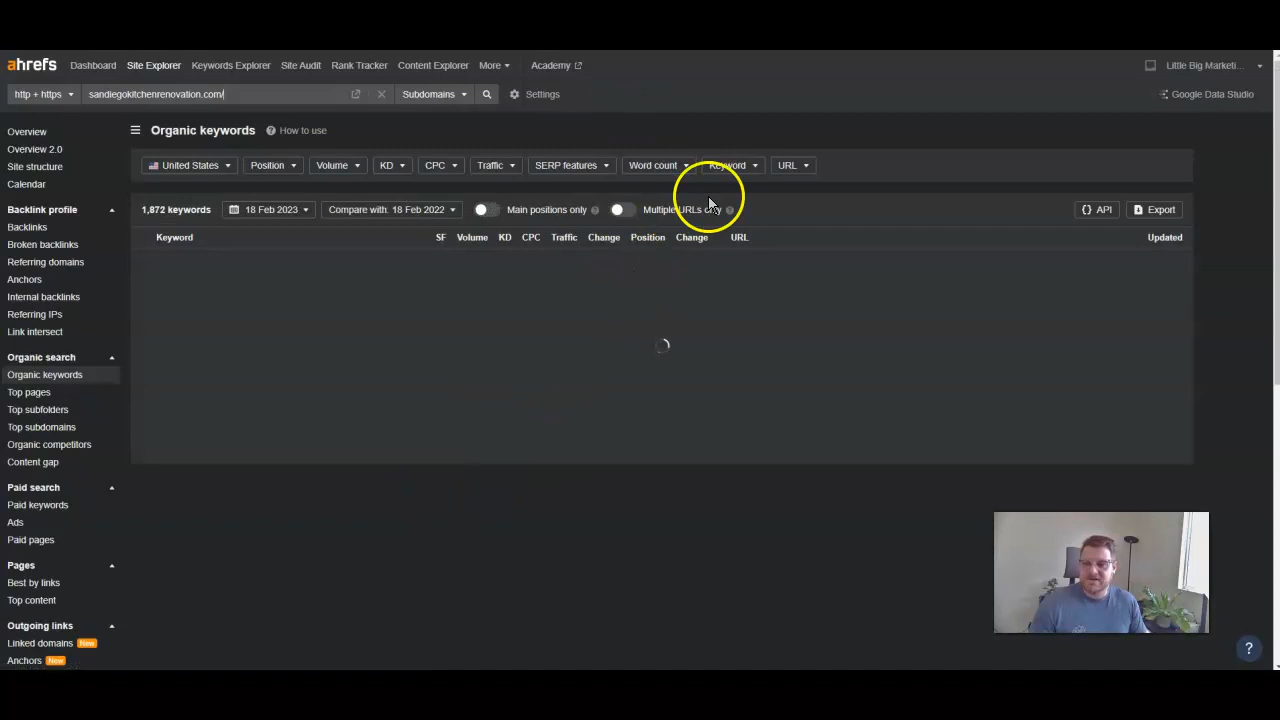 ahrefs Dashboard Site Explorer Keywords Explorer Site Audit Rank Tracker Content Explorer More Academy Little Big Marketi...
http + https sandiegokitchenrenovation.com/ Subdomains Settings Google Data Studio
Organic keywords How to use
United States Position Volume KD CPC Traffic SERP features Word count Keyword URL
1,872 keywords 18 Feb 2023 Compare with: 18 Feb 2022 Main positions only Multiple URLs only API Export
Keyword SF Volume KD CPC Traffic Change Position Change URL Updated
Overview
Overview 2.0
Site structure
Calendar
Backlink profile
Backlinks
Broken backlinks
Referring domains
Anchors
Internal backlinks
Referring IPs
Link intersect
Organic search
Organic keywords
Top pages
Top subfolders
Top subdomains
Organic competitors
Content gap
Paid search
Paid keywords
Ads
Paid pages
Pages
Best by links
Top content
Outgoing links
Linked domains New
Anchors New
?